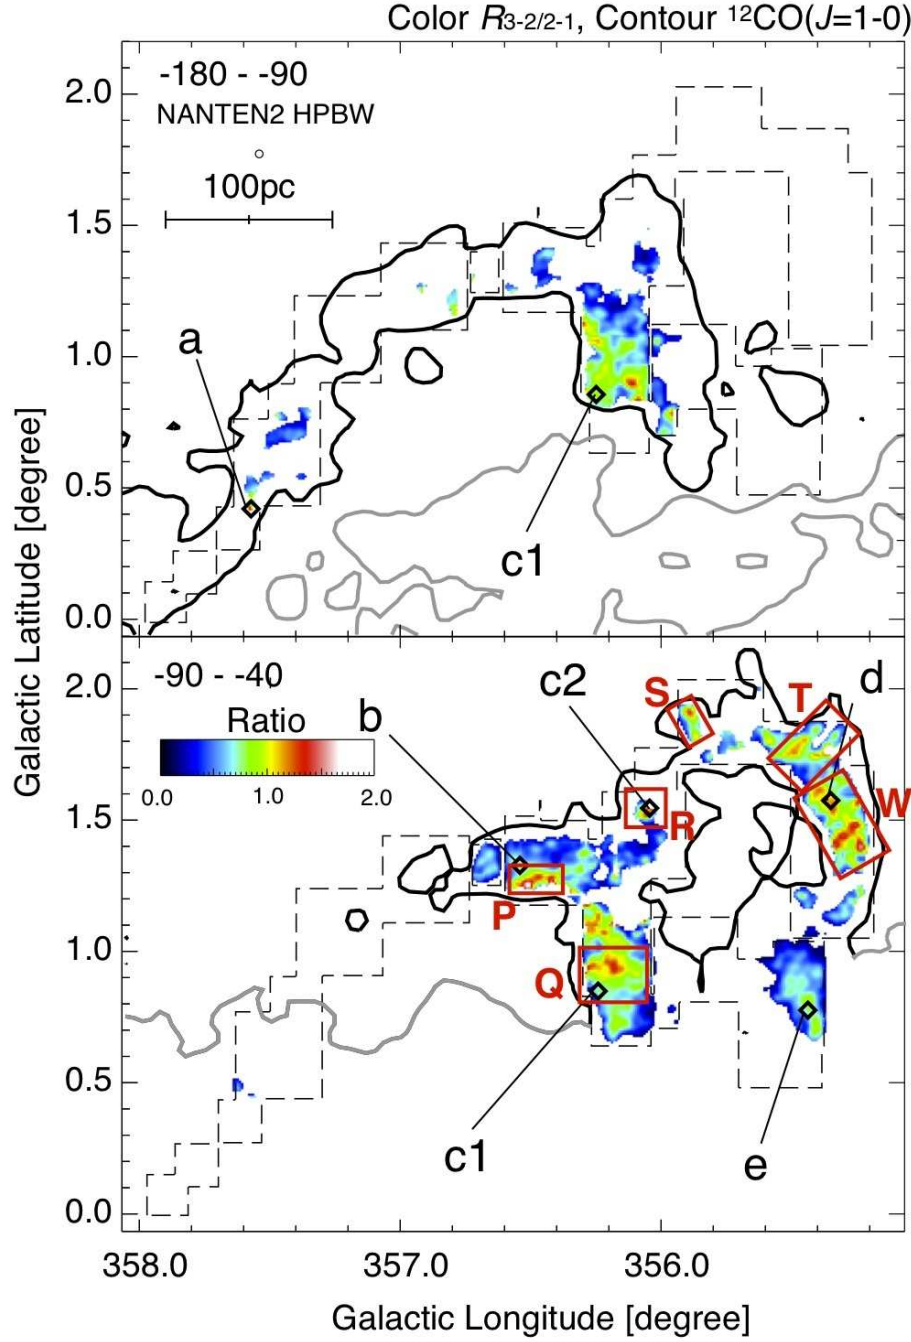 Color R3-2/2-1, Contour 12CO(J=1-0)
-180 - -90
NANTEN2 HPBW
100pc
2.0
1.5
1.0
0.5
0.0
a
c1
Galactic Latitude [degree]
-90 - -40
Ratio
0.0 1.0 2.0
b
c2
S
T
d
W
R
P
Q
c1
e
2.0
1.5
1.0
0.5
0.0
358.0 357.0 356.0
Galactic Longitude [degree]